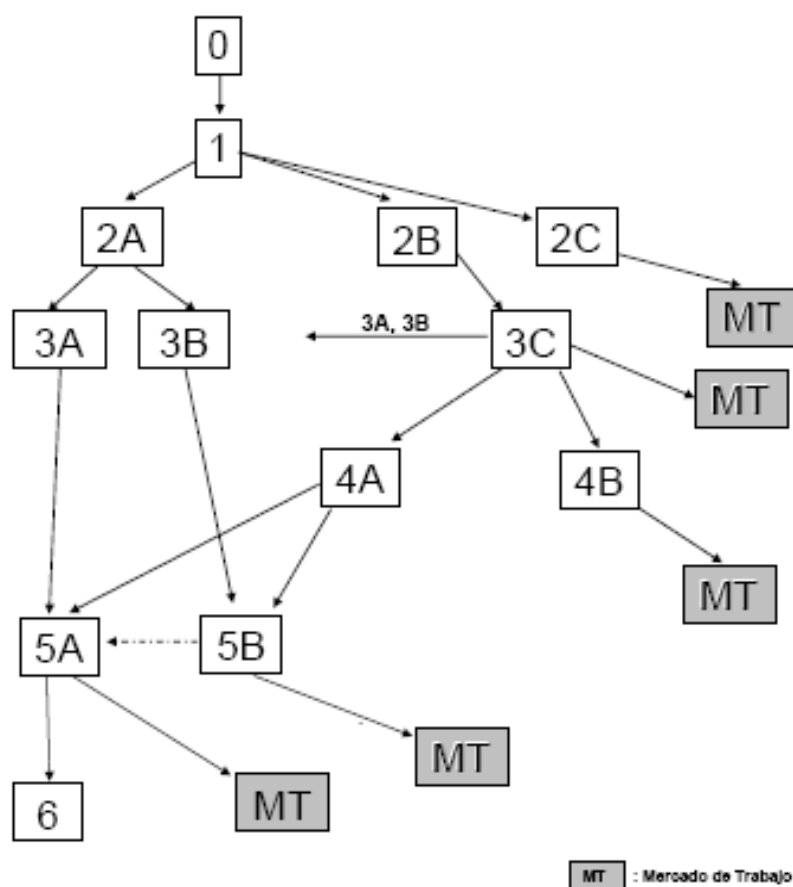 0
1
2A
2B
2C
MT
3A
3B
3A, 3B
3C
MT
4A
4B
MT
5A
5B
MT
6
MT
MT : Mercado de Trabajo